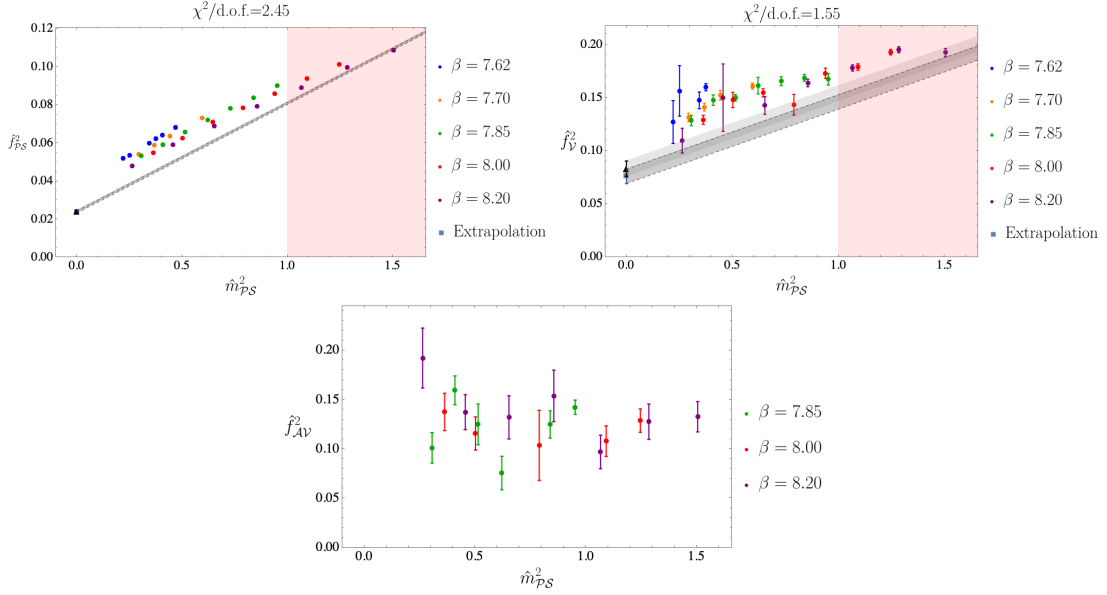 χ²/d.o.f.=2.45
0.12
0.10
0.08
0.06
0.04
0.02
0.00
f̂²_PS
0.0
0.5
1.0
1.5
m̂²_PS
β = 7.62
β = 7.70
β = 7.85
β = 8.00
β = 8.20
Extrapolation
χ²/d.o.f.=1.55
0.20
0.15
0.10
0.05
0.00
f̂²_V
0.0
0.5
1.0
1.5
m̂²_PS
β = 7.62
β = 7.70
β = 7.85
β = 8.00
β = 8.20
Extrapolation
0.20
0.15
0.10
0.05
0.00
f̂²_AV
0.0
0.5
1.0
1.5
m̂²_PS
β = 7.85
β = 8.00
β = 8.20